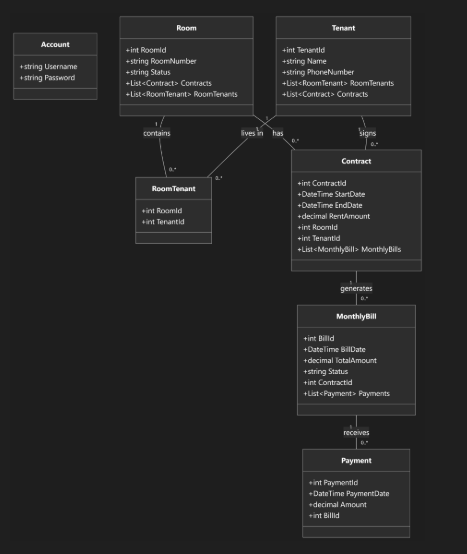 Account
+string Username
+string Password
Room
+int RoomId
+string RoomNumber
+string Status
+List<Contract> Contracts
+List<RoomTenant> RoomTenants
Tenant
+int TenantId
+string Name
+string PhoneNumber
+List<RoomTenant> RoomTenants
+List<Contract> Contracts
1
1
1
1
contains
lives in
has
signs
0..*
0..*
0..*
0..*
RoomTenant
+int RoomId
+int TenantId
Contract
+int ContractId
+DateTime StartDate
+DateTime EndDate
+decimal RentAmount
+int RoomId
+int TenantId
+List<MonthlyBill> MonthlyBills
1
generates
0..*
MonthlyBill
+int BillId
+DateTime BillDate
+decimal TotalAmount
+string Status
+int ContractId
+List<Payment> Payments
1
receives
0..*
Payment
+int PaymentId
+DateTime PaymentDate
+decimal Amount
+int BillId